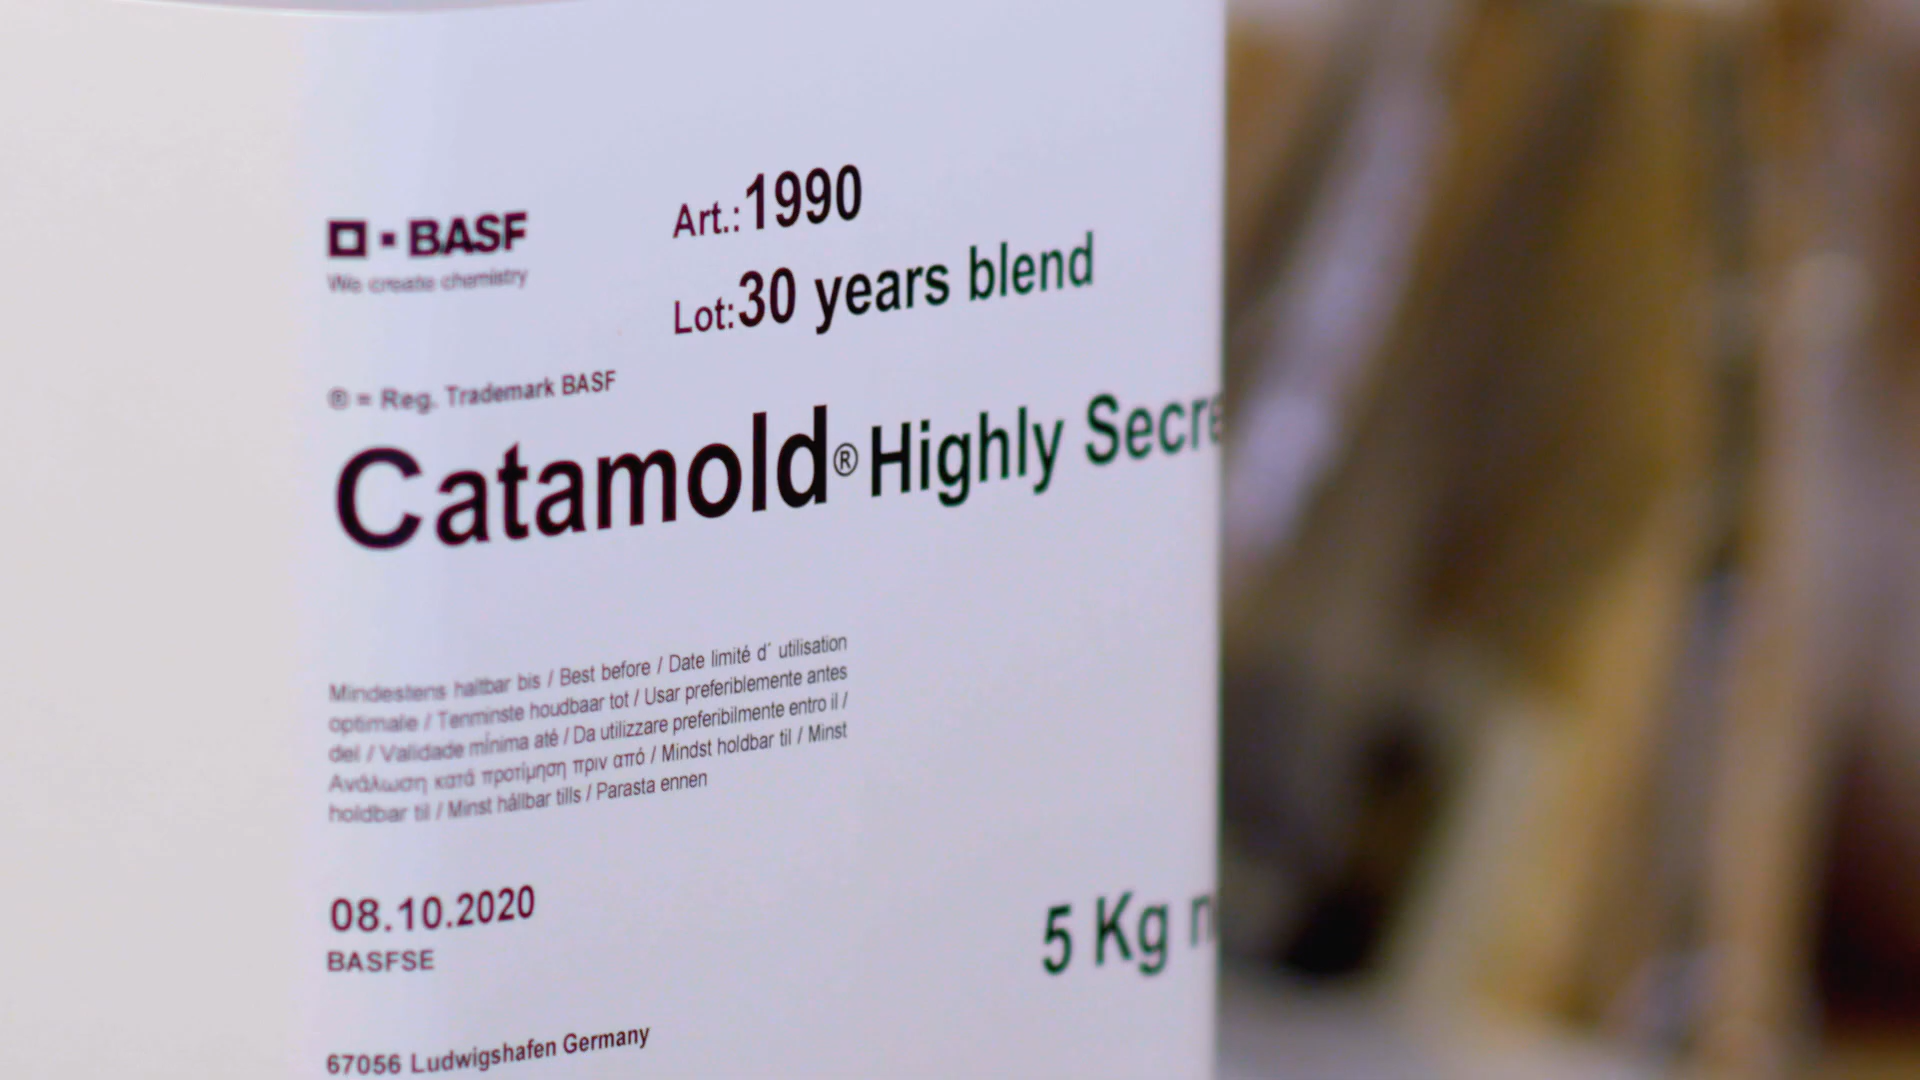 BASF
We create chemistry
Art.:1990
Lot:30 years blend
® = Reg. Trademark BASF
Catamold® Highly Secre
Mindestens haltbar bis / Best before / Date limité d´ utilisation
optimale / Tenminste houdbaar tot / Usar preferiblemente antes
del / Validade mínima até / Da utilizzare preferibilmente entro il /
Ανάλωση κατά προτίμηση πριν από / Mindst holdbar til / Minst
holdbar til / Minst hållbar tills / Parasta ennen
08.10.2020
BASFSE
5 Kg n
67056 Ludwigshafen Germany